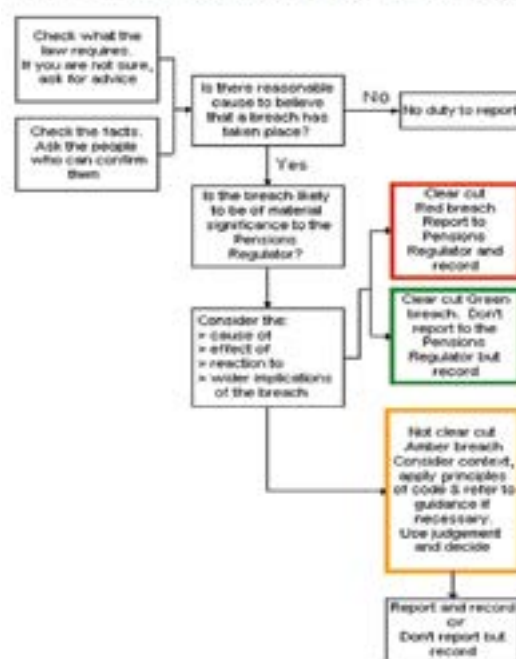 Check what the
law requires.
If you are not sure,
ask for advice
Check the facts.
Ask the people
who can confirm
them
Is there reasonable
cause to believe
that a breach has
taken place?
No
No duty to report
Yes
Is the breach likely
to be of material
significance to the
Pensions
Regulator?
Clear cut
Red breach
Report to
Pensions
Regulator and
record
Clear cut Green
breach. Don't
report to the
Pensions
Regulator but
record
Consider the:
> cause of
> effect of
> reaction to
> wider implications
of the breach
Not clear cut
Amber breach
Consider context,
apply principles
of code & refer to
guidance if
necessary.
Use judgement
and decide
Report and record
or
Don't report but
record